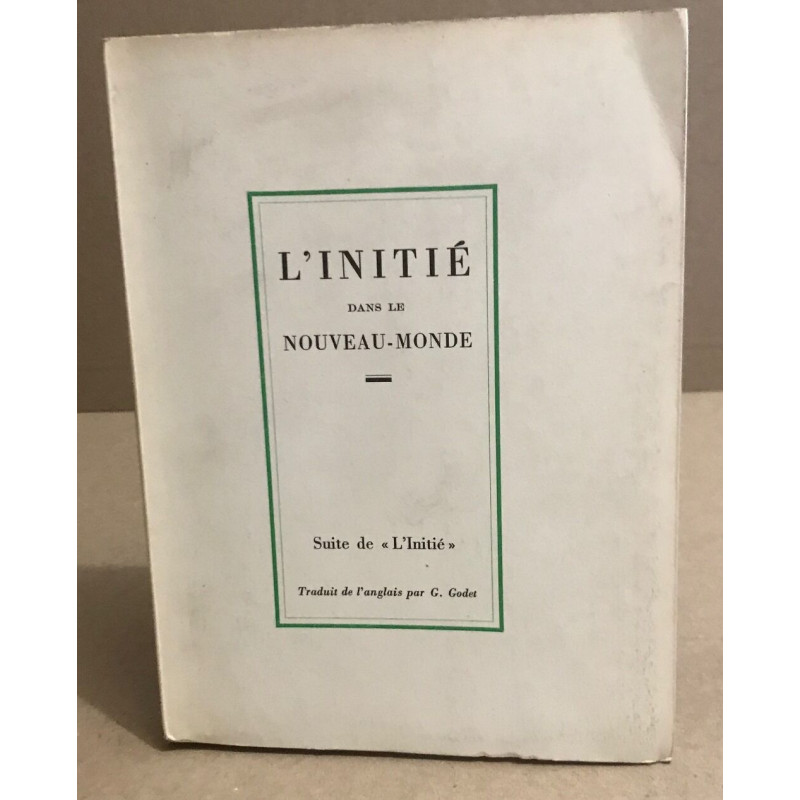 L'INITIÉ
DANS LE
NOUVEAU-MONDE
Suite de « L'Initié »
Traduit de l'anglais par G. Godet